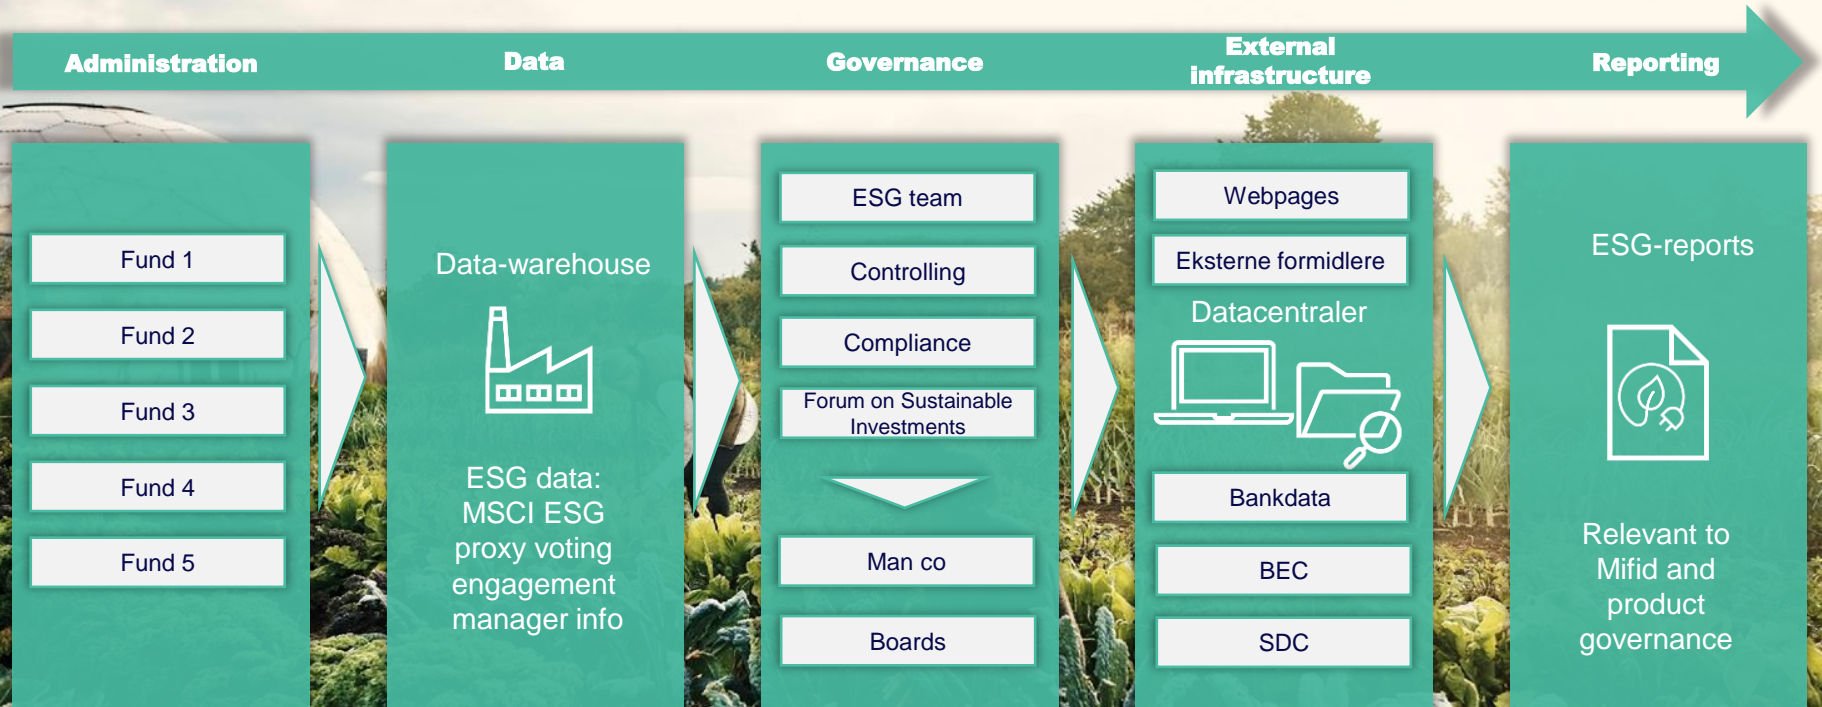 Administration
Data
Governance
External
infrastructure
Reporting
Fund 1
Fund 2
Fund 3
Fund 4
Fund 5
Data-warehouse
ESG data:
MSCI ESG
proxy voting
engagement
manager info
ESG team
Controlling
Compliance
Forum on Sustainable
Investments
Man co
Boards
Webpages
Eksterne formidlere
Datacentraler
Bankdata
BEC
SDC
ESG-reports
Relevant to
Mifid and
product
governance